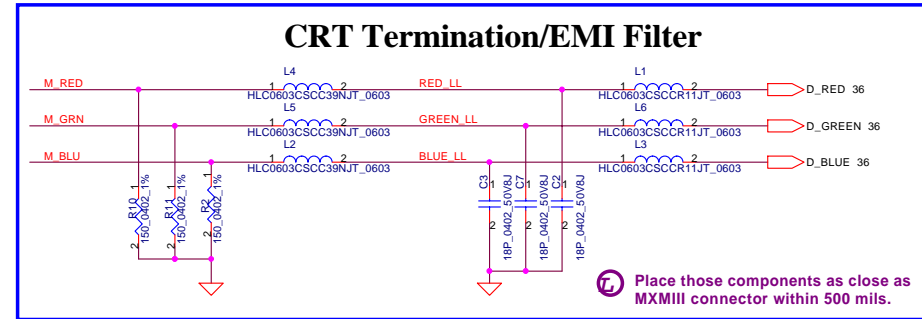 CRT Termination/EMI Filter
L4
M_RED 1 2 RED_LL
HLC0603CSCC39NJT_0603
L1
1 2 D_RED 36
HLC0603CSCCR11JT_0603
L5
M_GRN 1 2 GREEN_LL
HLC0603CSCC39NJT_0603
L6
1 2 D_GREEN 36
HLC0603CSCCR11JT_0603
L2
M_BLU 1 2 BLUE_LL
HLC0603CSCC39NJT_0603
L3
1 2 D_BLUE 36
HLC0603CSCCR11JT_0603
R10
150_0402_1%
1
2
R11
150_0402_1%
1
2
R2
150_0402_1%
1
2
C3
18P_0402_50V8J
1
2
C7
18P_0402_50V8J
1
2
C2
18P_0402_50V8J
1
2
Place those components as close as
MXMIII connector within 500 mils.